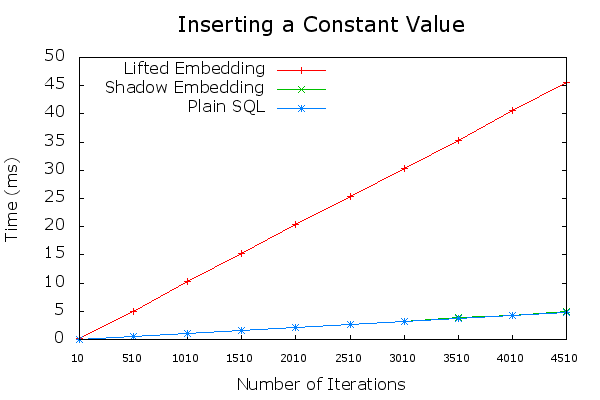 Inserting a Constant Value
Lifted Embedding
Shadow Embedding
Plain SQL
Time (ms)
50
45
40
35
30
25
20
15
10
5
0
10 510 1010 1510 2010 2510 3010 3510 4010 4510
Number of Iterations